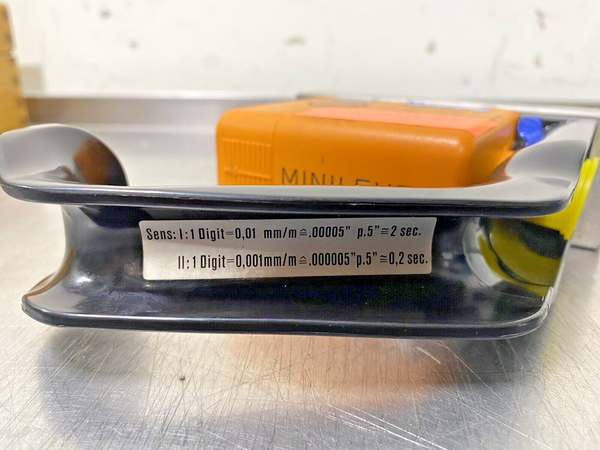 MINILEVE
Sens: I:1 Digit=0,01 mm/m≙.00005" p.5"≅2 sec.
II:1 Digit=0,001mm/m≙.000005"p.5"≅0,2 sec.